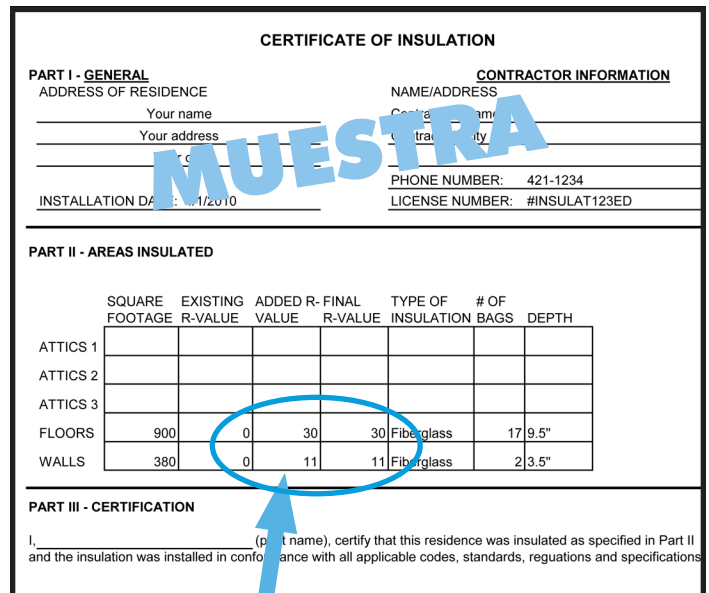 CERTIFICATE OF INSULATION
PART I - GENERAL CONTRACTOR INFORMATION
ADDRESS OF RESIDENCE NAME/ADDRESS
Your name
Your address
MUESTRA
PHONE NUMBER: 421-1234
INSTALLATION LICENSE NUMBER: #INSULAT123ED
PART II - AREAS INSULATED
SQUARE EXISTING ADDED R- FINAL TYPE OF # OF
FOOTAGE R-VALUE VALUE R-VALUE INSULATION BAGS DEPTH
ATTICS 1
ATTICS 2
ATTICS 3
FLOORS 900 0 30 30 Fiberglass 17 9.5"
WALLS 380 0 11 11 Fiberglass 2 3.5"
PART III - CERTIFICATION
I, name), certify that this residence was insulated as specified in Part II
and the insulation was installed in with all applicable codes, standards, reguations and specifications